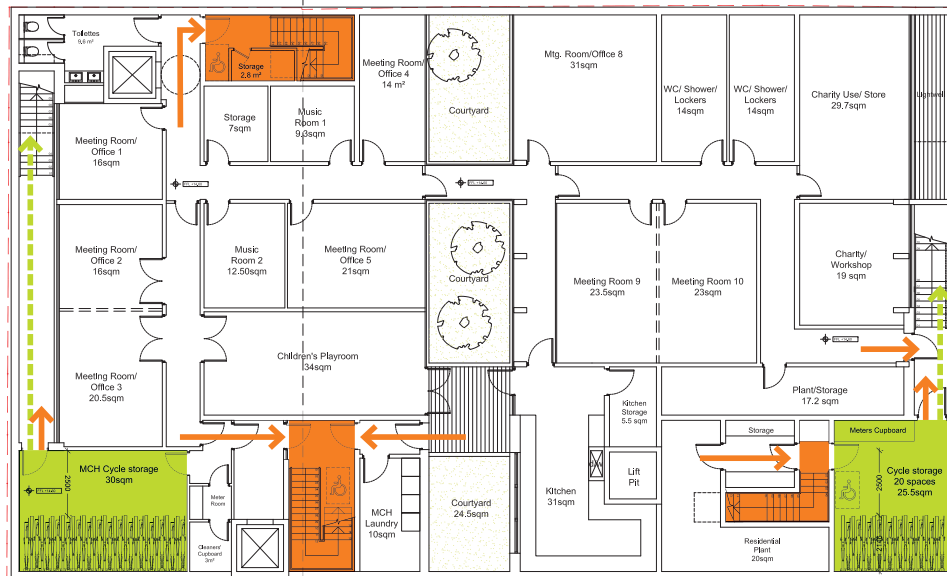 Toilettes
9,6 m²
Storage
2.8 m²
Meeting Room/
Office 4
14 m²
Courtyard
Mtg. Room/Office 8
31sqm
WC/ Shower/
Lockers
14sqm
WC/ Shower/
Lockers
14sqm
Charity Use/ Store
29.7sqm
Lightwell
Storage
7sqm
Music
Room 1
9.3sqm
Meeting Room/
Office 1
16sqm
Meeting Room/
Office 2
16sqm
Music
Room 2
12.50sqm
Meeting Room/
Office 5
21sqm
Courtyard
Meeting Room 9
23.5sqm
Meeting Room 10
23sqm
Charity/
Workshop
19 sqm
Children's Playroom
34sqm
Meeting Room/
Office 3
20.5sqm
Plant/Storage
17.2 sqm
Kitchen
Storage
5.5 sqm
Storage
Meters Cupboard
MCH Cycle storage
30sqm
2500
Meter
Room
Cleaners'
Cupboard
3m²
MCH
Laundry
10sqm
Courtyard
24.5sqm
Kitchen
31sqm
Lift
Pit
Residential
Plant
20sqm
Cycle storage
20 spaces
25.5sqm
2500